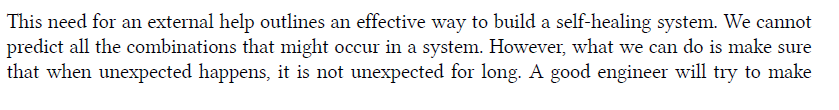 This need for an external help outlines an effective way to build a self-healing system. We cannot
predict all the combinations that might occur in a system. However, what we can do is make sure
that when unexpected happens, it is not unexpected for long. A good engineer will try to make